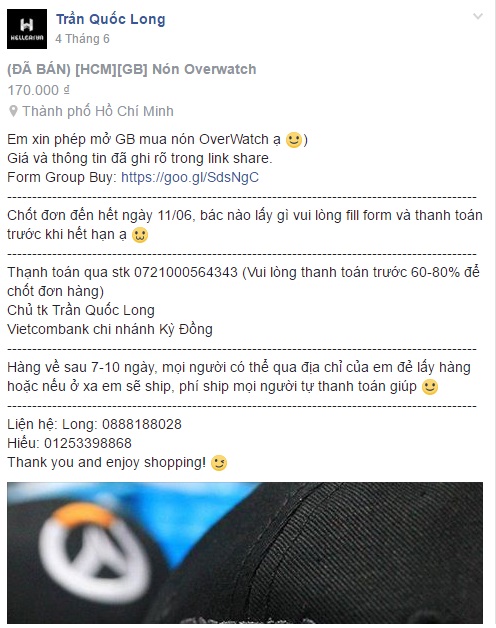 HELLCRIUN
Trần Quốc Long
4 Tháng 6
(ĐÃ BÁN) [HCM][GB] Nón Overwatch
170.000 ₫
Thành phố Hồ Chí Minh
Em xin phép mở GB mua nón OverWatch ạ )
Giá và thông tin đã ghi rõ trong link share.
Form Group Buy: https://goo.gl/SdsNgC
Chốt đơn đến hết ngày 11/06, bác nào lấy gì vui lòng fill form và thanh toán
trước khi hết hạn ạ
Thạnh toán qua stk 0721000564343 (Vui lòng thanh toán trước 60-80% để
chốt đơn hàng)
Chủ tk Trần Quốc Long
Vietcombank chi nhánh Kỳ Đồng
Hàng về sau 7-10 ngày, mọi người có thể qua địa chỉ của em đẻ lấy hàng
hoặc nếu ở xa em sẽ ship, phí ship mọi người tự thanh toán giúp
Liện hệ: Long: 0888188028
Hiếu: 01253398868
Thank you and enjoy shopping!